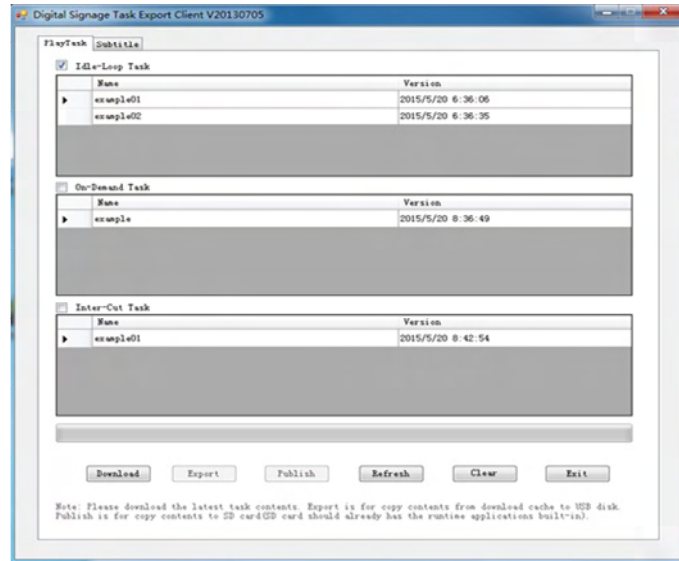 Digital Signage Task Export Client V20130705
PlayTask Subtitle
Idle-Loop Task
Name Version
example01 2015/5/20 6:36:06
example02 2015/5/20 6:36:35
On-Demand Task
Name Version
example 2015/5/20 8:36:49
Inter-Cut Task
Name Version
example01 2015/5/20 8:42:54
Download Export Publish Refresh Clear Exit
Note: Please download the latest task contents. Export is for copy contents from download cache to USB disk.
Publish is for copy contents to SD card(SD card should already has the runtime applications built-in).